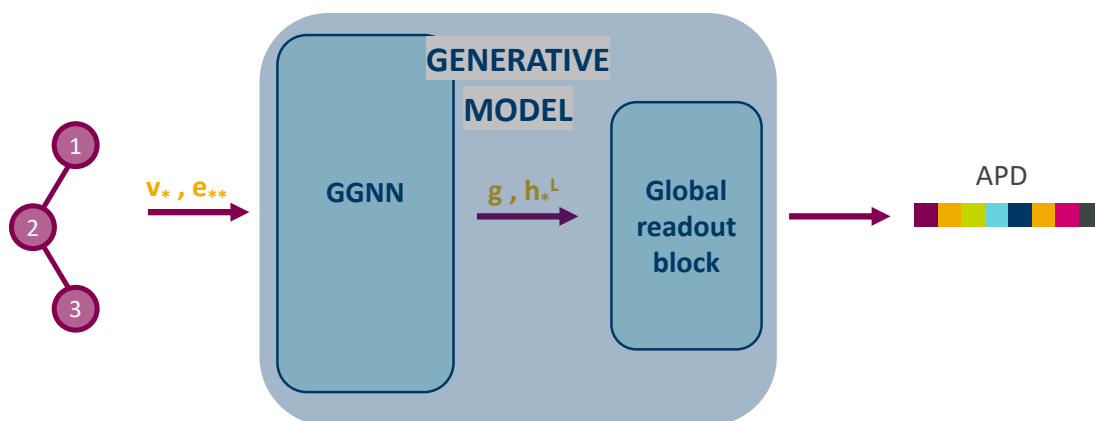 GENERATIVE
MODEL
1
2
3
v* , e**
GGNN
g , h*ᴸ
Global
readout
block
APD